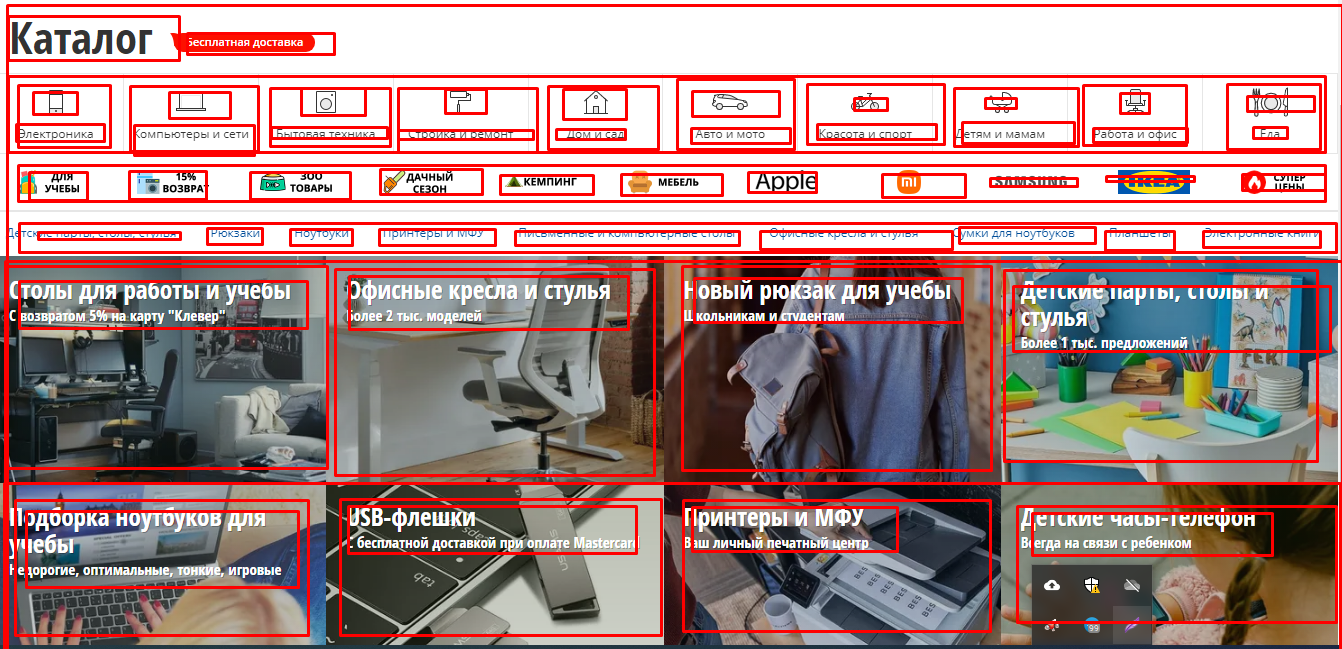 Каталог
Бесплатная доставка
Электроника
Компьютеры и сети
Бытовая техника
Стройка и ремонт
Дом и сад
Авто и мото
Красота и спорт
Детям и мамам
Работа и офис
Еда
ДЛЯ
УЧЕБЫ
15%
ВОЗВРАТ
ЗОО
ТОВАРЫ
ДАЧНЫЙ
СЕЗОН
КЕМПИНГ
МЕБЕЛЬ
Apple
SAMSUNG
IKEA
СУПЕР
ЦЕНЫ
Детские парты, столы, стулья
Рюкзаки
Ноутбуки
Принтеры и МФУ
Письменные и компьютерные столы
Офисные кресла и стулья
Сумки для ноутбуков
Планшеты
Электронные книги
Столы для работы и учебы
С возвратом 5% на карту "Клевер"
Офисные кресла и стулья
Более 2 тыс. моделей
Новый рюкзак для учебы
Школьникам и студентам
Детские парты, столы и
стулья
Более 1 тыс. предложений
Подборка ноутбуков для
учебы
Недорогие, оптимальные, тонкие, игровые
USB-флешки
С бесплатной доставкой при оплате Mastercard
Принтеры и МФУ
Ваш личный печатный центр
Детские часы-телефон
Всегда на связи с ребенком
99